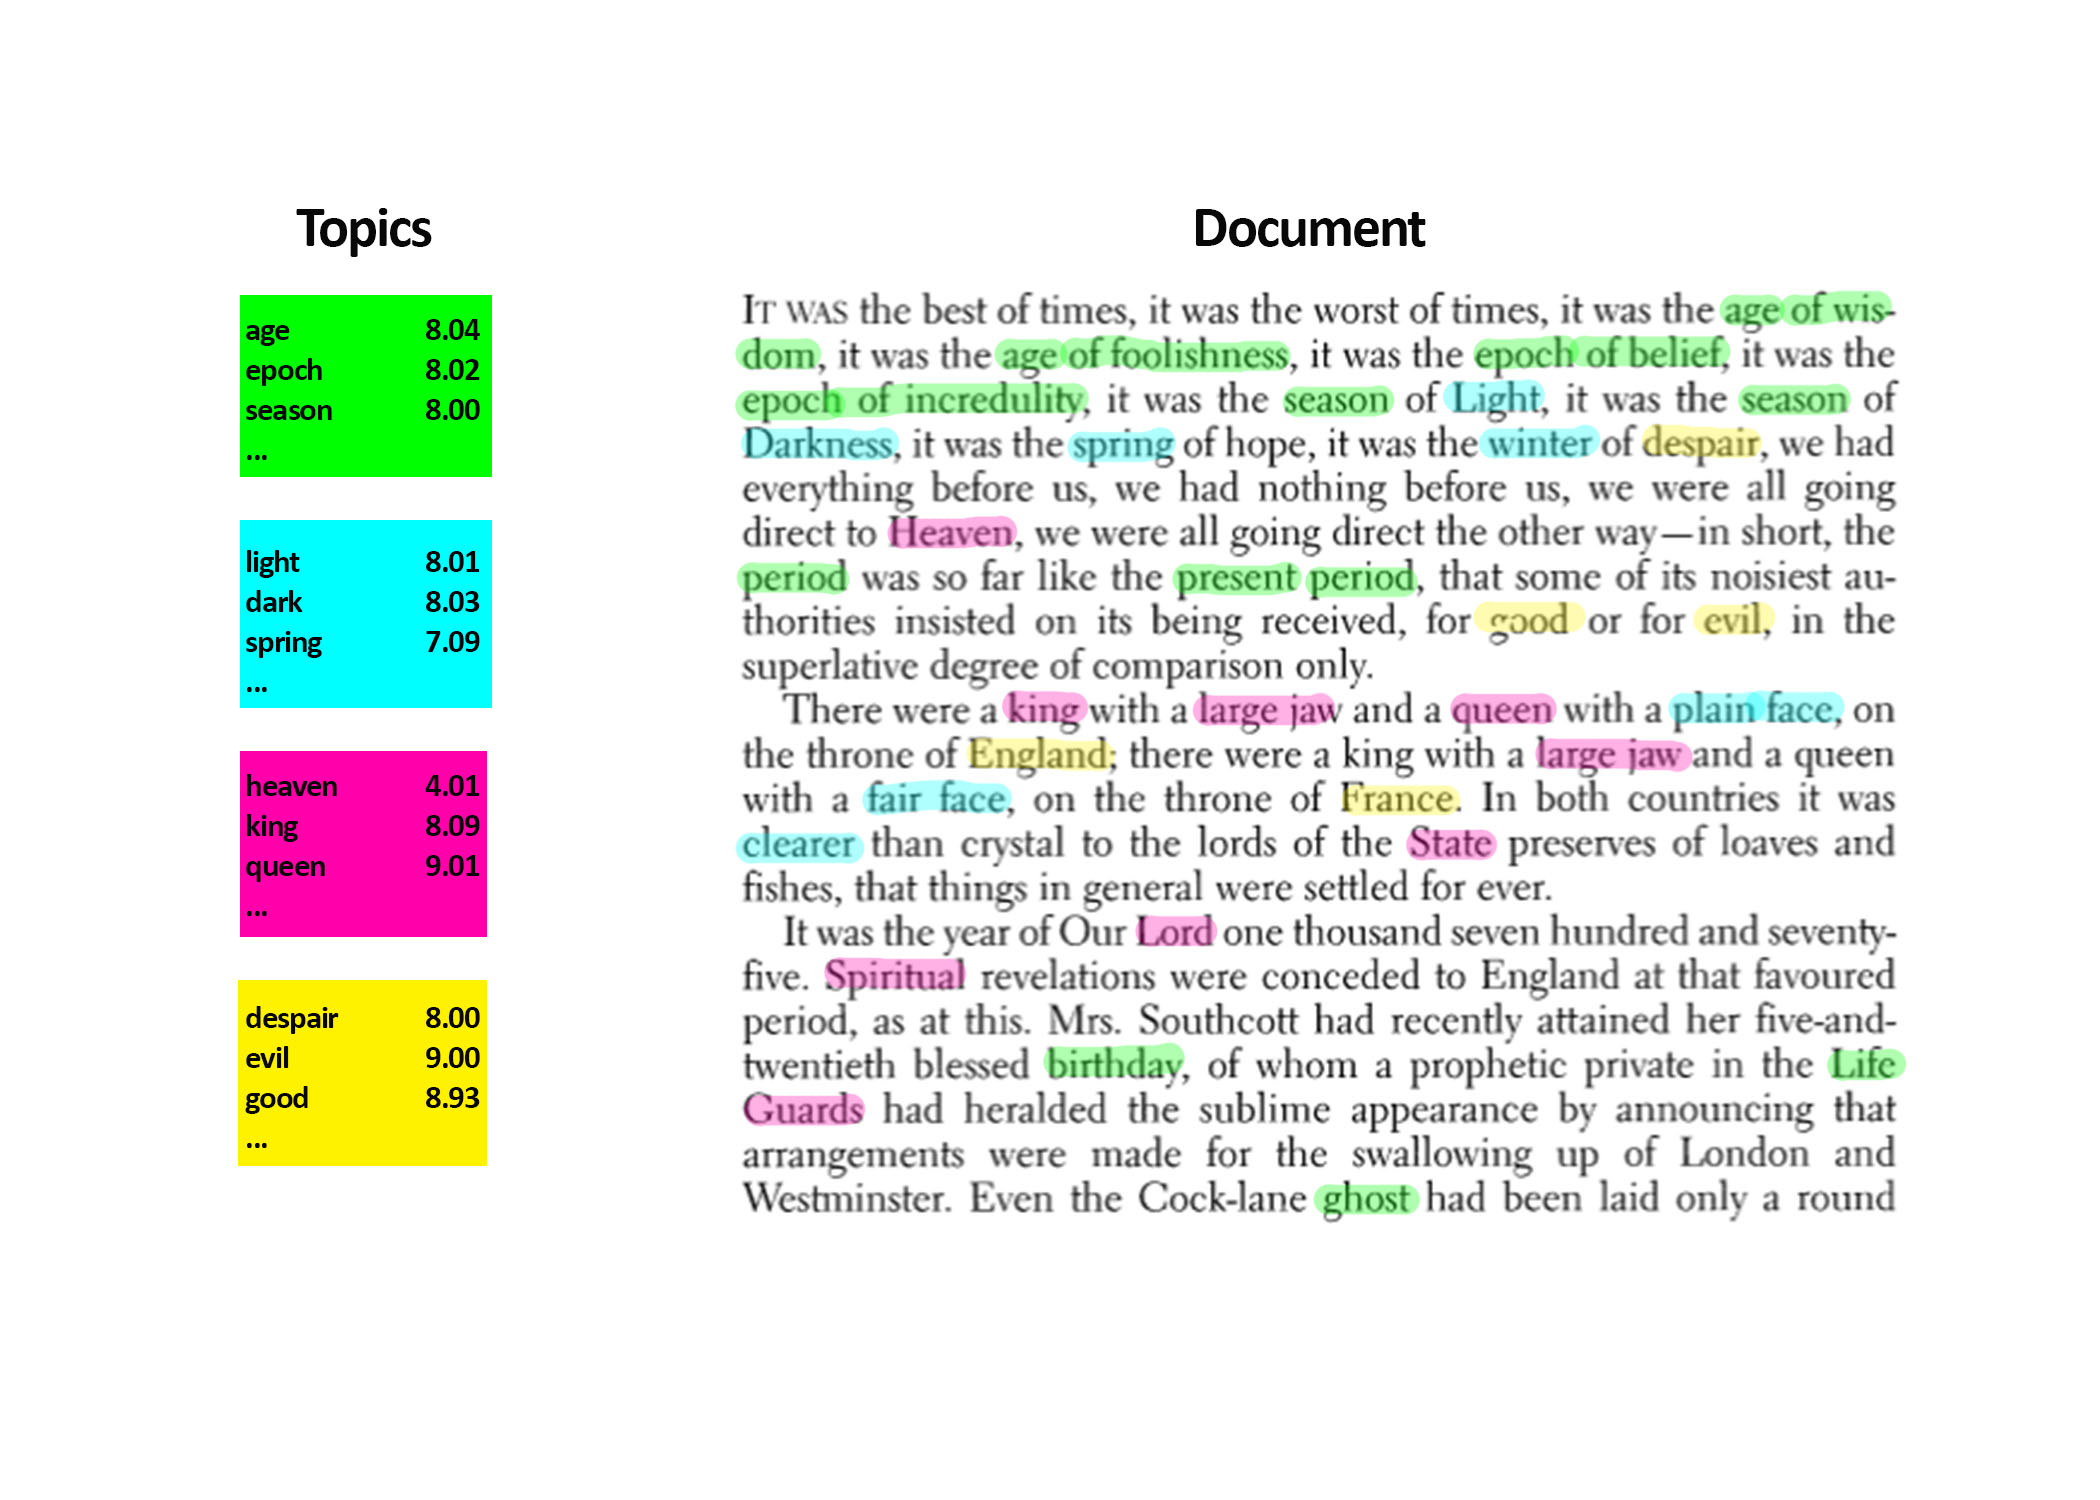 Topics
age 8.04
epoch 8.02
season 8.00
...
light 8.01
dark 8.03
spring 7.09
...
heaven 4.01
king 8.09
queen 9.01
...
despair 8.00
evil 9.00
good 8.93
...
Document
IT WAS the best of times, it was the worst of times, it was the age of wis-
dom, it was the age of foolishness, it was the epoch of belief, it was the
epoch of incredulity, it was the season of Light, it was the season of
Darkness, it was the spring of hope, it was the winter of despair, we had
everything before us, we had nothing before us, we were all going
direct to Heaven, we were all going direct the other way—in short, the
period was so far like the present period, that some of its noisiest au-
thorities insisted on its being received, for good or for evil, in the
superlative degree of comparison only.
There were a king with a large jaw and a queen with a plain face, on
the throne of England; there were a king with a large jaw and a queen
with a fair face, on the throne of France. In both countries it was
clearer than crystal to the lords of the State preserves of loaves and
fishes, that things in general were settled for ever.
It was the year of Our Lord one thousand seven hundred and seventy-
five. Spiritual revelations were conceded to England at that favoured
period, as at this. Mrs. Southcott had recently attained her five-and-
twentieth blessed birthday, of whom a prophetic private in the Life
Guards had heralded the sublime appearance by announcing that
arrangements were made for the swallowing up of London and
Westminster. Even the Cock-lane ghost had been laid only a round